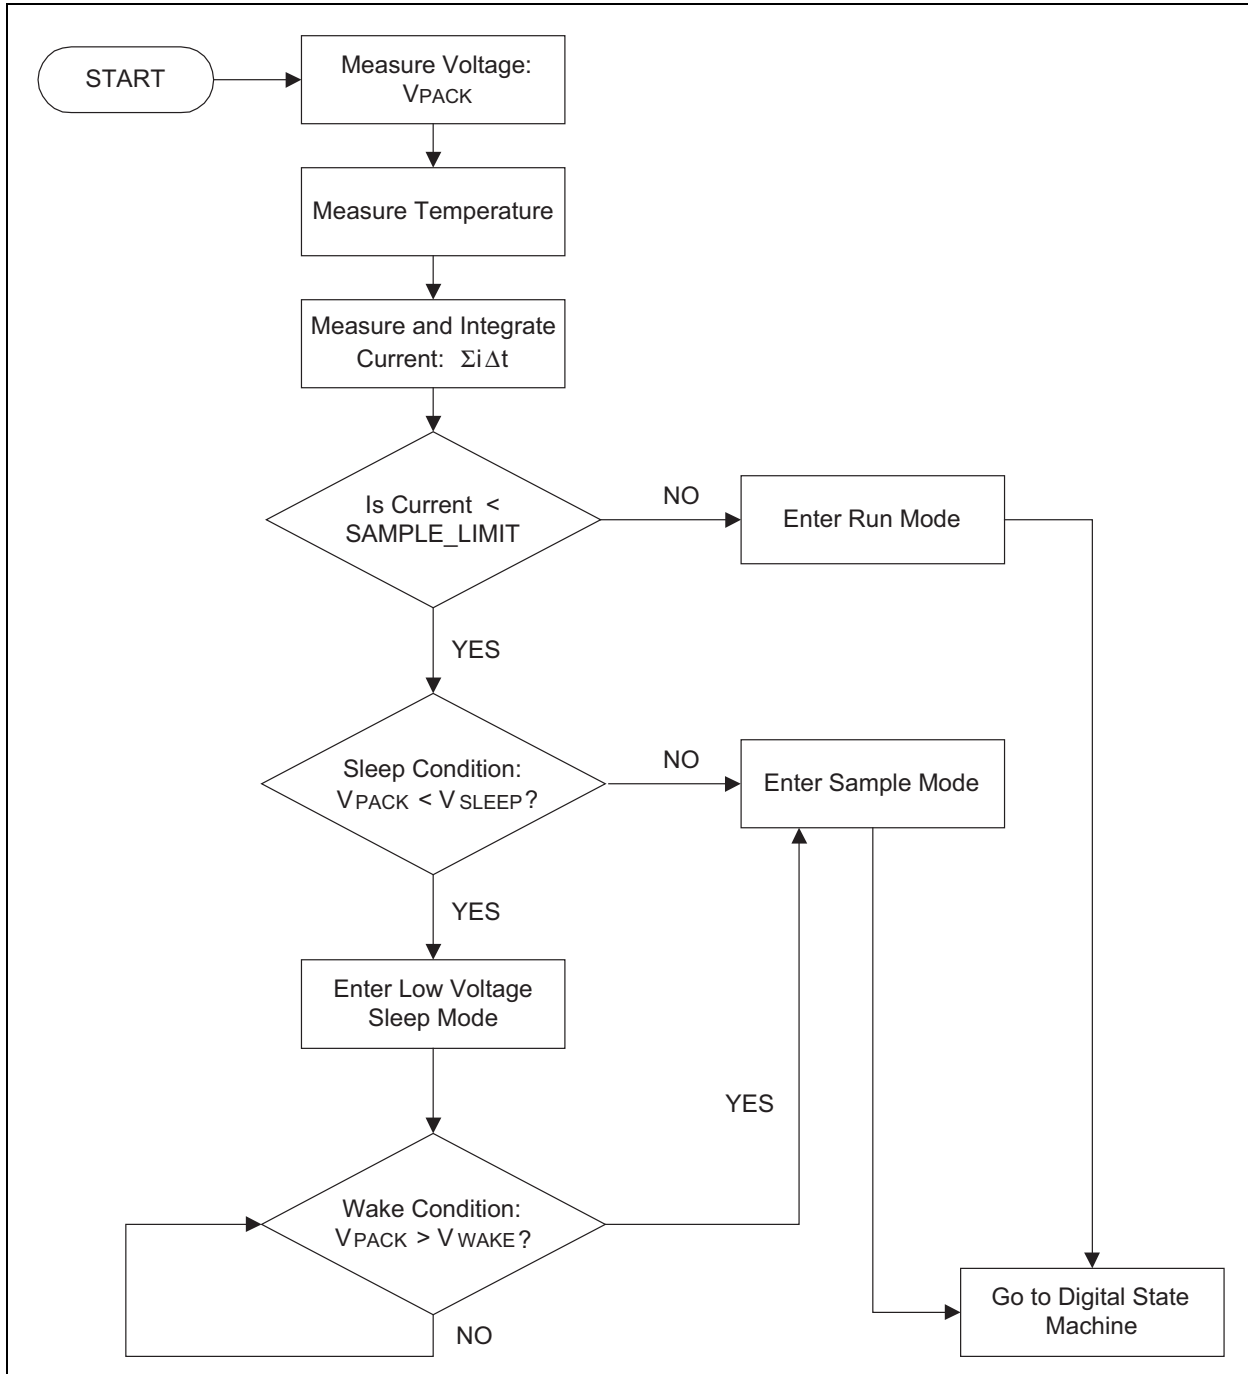 START
Measure Voltage:
VPACK
Measure Temperature
Measure and Integrate
Current: ΣiΔt
Is Current <
SAMPLE_LIMIT
NO
Enter Run Mode
YES
Sleep Condition:
VPACK < VSLEEP?
NO
Enter Sample Mode
YES
Enter Low Voltage
Sleep Mode
YES
Wake Condition:
VPACK > VWAKE?
NO
Go to Digital State
Machine